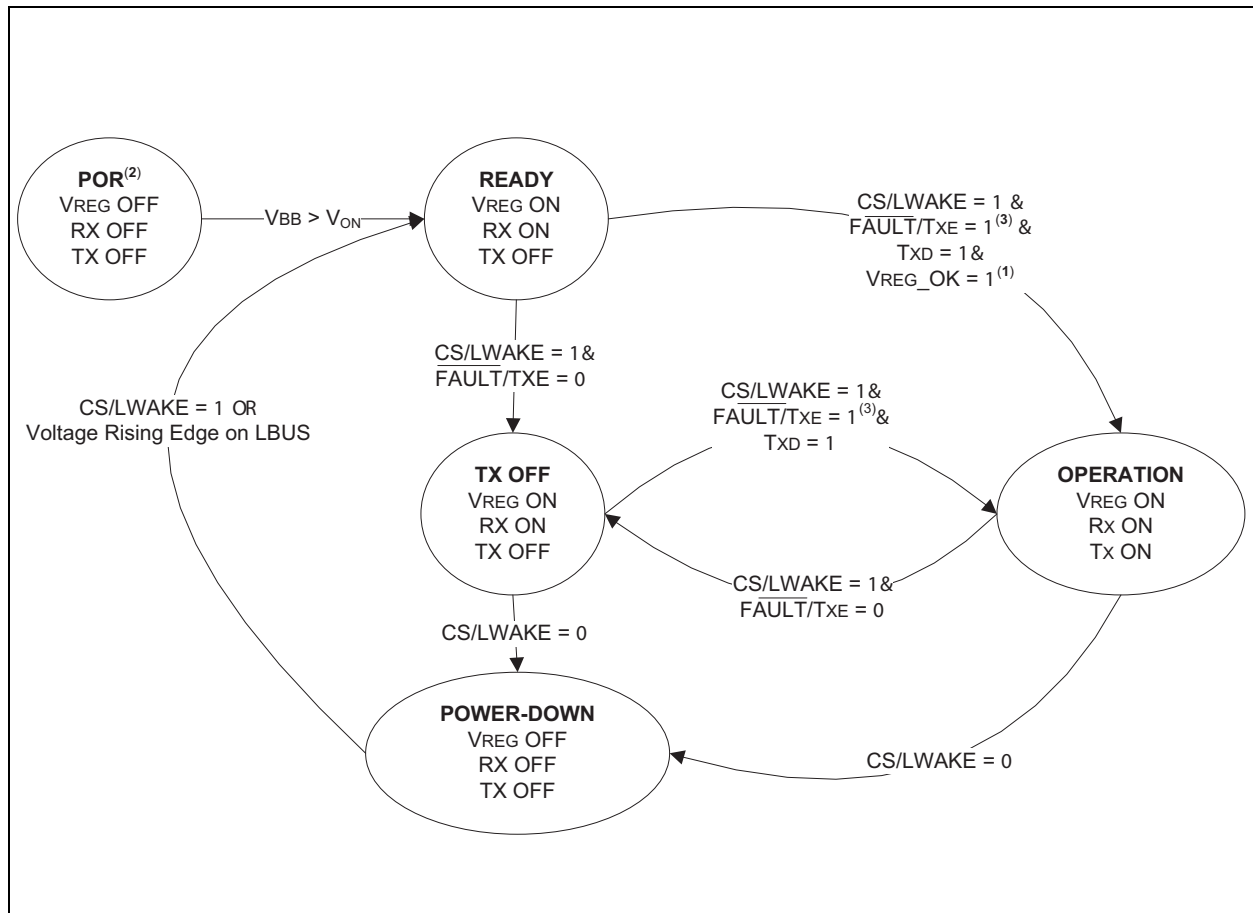 POR(2)
VREG OFF
RX OFF
TX OFF
VBB > VON
READY
VREG ON
RX ON
TX OFF
CS/LWAKE = 1 &
FAULT/TXE = 1(3) &
TXD = 1&
VREG_OK = 1(1)
CS/LWAKE = 1&
FAULT/TXE = 0
CS/LWAKE = 1 OR
Voltage Rising Edge on LBUS
CS/LWAKE = 1&
FAULT/TXE = 1(3)&
TXD = 1
TX OFF
VREG ON
RX ON
TX OFF
OPERATION
VREG ON
RX ON
TX ON
CS/LWAKE = 1&
FAULT/TXE = 0
CS/LWAKE = 0
POWER-DOWN
VREG OFF
RX OFF
TX OFF
CS/LWAKE = 0